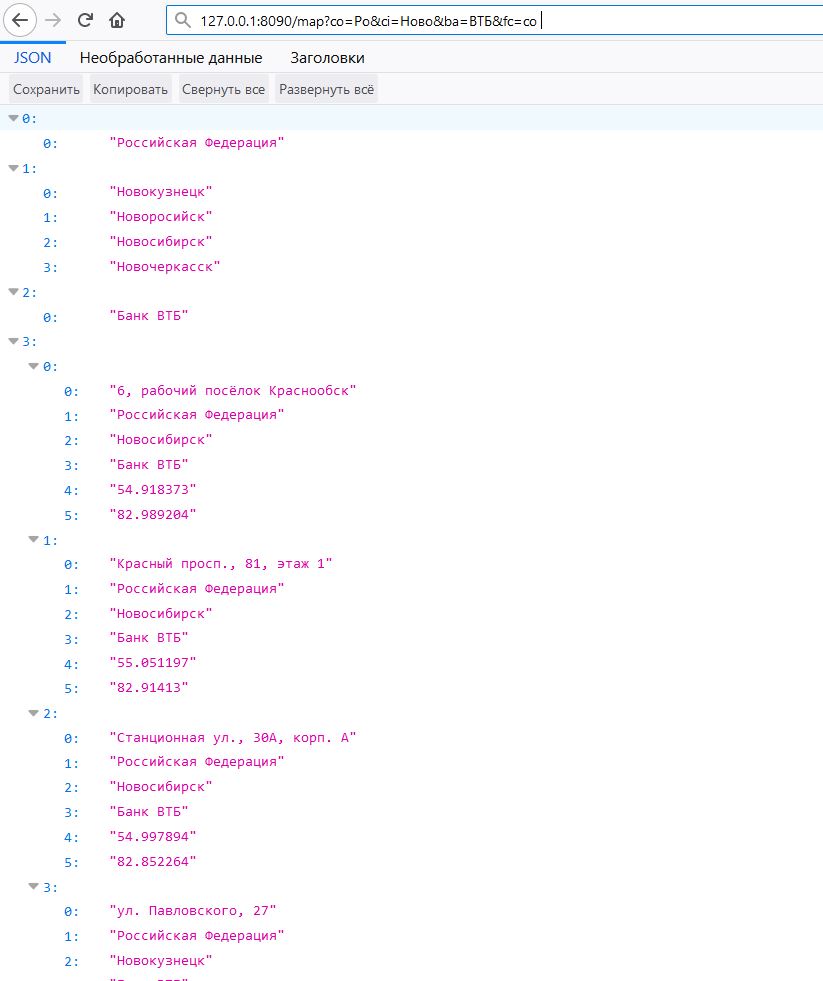 127.0.0.1:8090/map?co=Ро&ci=Ново&ba=ВТБ&fc=co
JSON Необработанные данные Заголовки
Сохранить Копировать Свернуть все Развернуть всё
0:
0: "Российская Федерация"
1:
0: "Новокузнецк"
1: "Новоросийск"
2: "Новосибирск"
3: "Новочеркасск"
2:
0: "Банк ВТБ"
3:
0:
0: "6, рабочий посёлок Краснообск"
1: "Российская Федерация"
2: "Новосибирск"
3: "Банк ВТБ"
4: "54.918373"
5: "82.989204"
1:
0: "Красный просп., 81, этаж 1"
1: "Российская Федерация"
2: "Новосибирск"
3: "Банк ВТБ"
4: "55.051197"
5: "82.91413"
2:
0: "Станционная ул., 30А, корп. А"
1: "Российская Федерация"
2: "Новосибирск"
3: "Банк ВТБ"
4: "54.997894"
5: "82.852264"
3:
0: "ул. Павловского, 27"
1: "Российская Федерация"
2: "Новокузнецк"